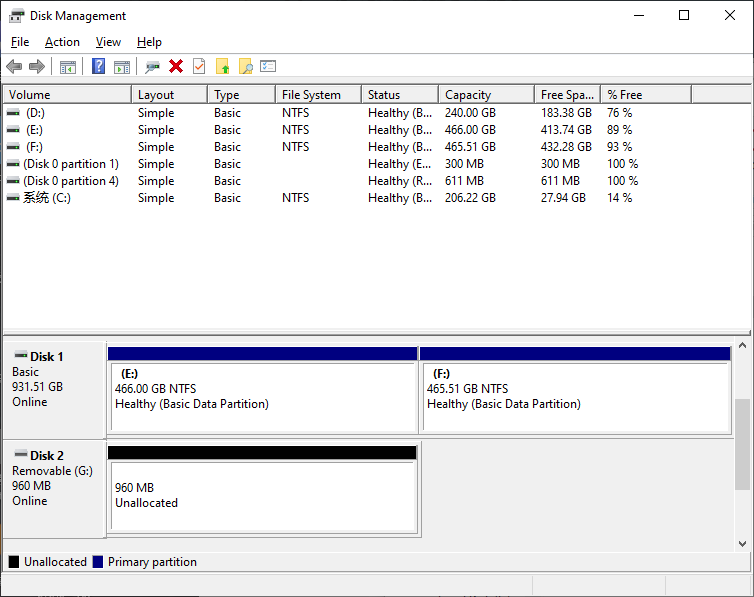 Disk Management
File Action View Help
Volume Layout Type File System Status Capacity Free Spa... % Free
(D:) Simple Basic NTFS Healthy (B... 240.00 GB 183.38 GB 76 %
(E:) Simple Basic NTFS Healthy (B... 466.00 GB 413.74 GB 89 %
(F:) Simple Basic NTFS Healthy (B... 465.51 GB 432.28 GB 93 %
(Disk 0 partition 1) Simple Basic Healthy (E... 300 MB 300 MB 100 %
(Disk 0 partition 4) Simple Basic Healthy (R... 611 MB 611 MB 100 %
系统 (C:) Simple Basic NTFS Healthy (B... 206.22 GB 27.94 GB 14 %
Disk 1
Basic
931.51 GB
Online
(E:)
466.00 GB NTFS
Healthy (Basic Data Partition)
(F:)
465.51 GB NTFS
Healthy (Basic Data Partition)
Disk 2
Removable (G:)
960 MB
Online
960 MB
Unallocated
Unallocated Primary partition